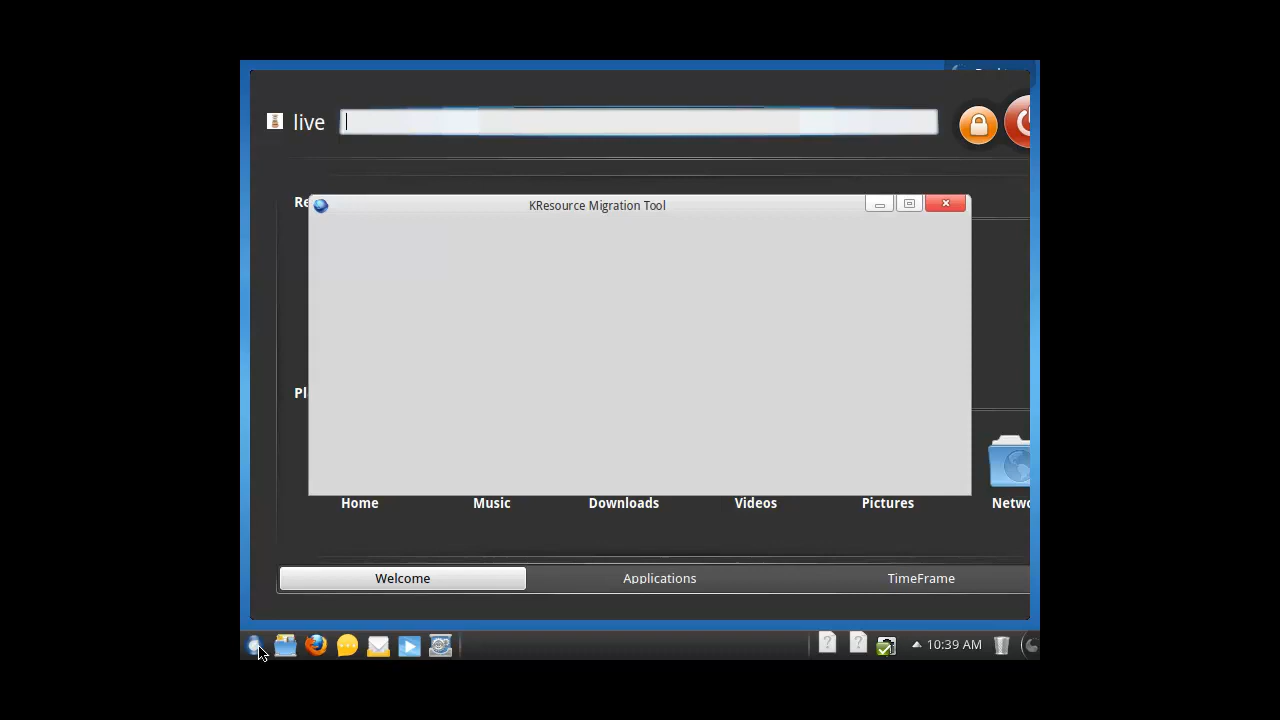 live
KResource Migration Tool
Home
Music
Downloads
Videos
Pictures
Welcome
Applications
TimeFrame
10:39 AM